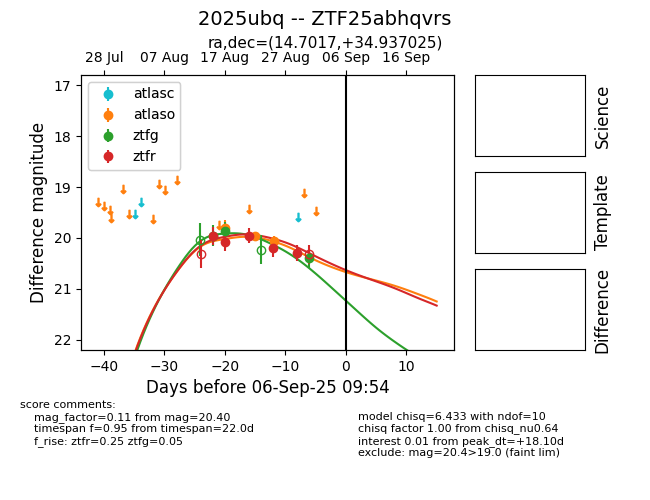 2025ubq -- ZTF25abhqvrs
ra,dec=(14.7017,+34.937025)
28 Jul 07 Aug 17 Aug 27 Aug 06 Sep 16 Sep
atlasc
atlaso
ztfg
ztfr
17
18
19
20
21
22
Difference magnitude
−40 −30 −20 −10 0 10
Days before 06-Sep-25 09:54
Science
Template
Difference
score comments:
mag_factor=0.11 from mag=20.40
timespan f=0.95 from timespan=22.0d
f_rise: ztfr=0.25 ztfg=0.05
model chisq=6.433 with ndof=10
chisq factor 1.00 from chisq_nu0.64
interest 0.01 from peak_dt=+18.10d
exclude: mag=20.4>19.0 (faint lim)